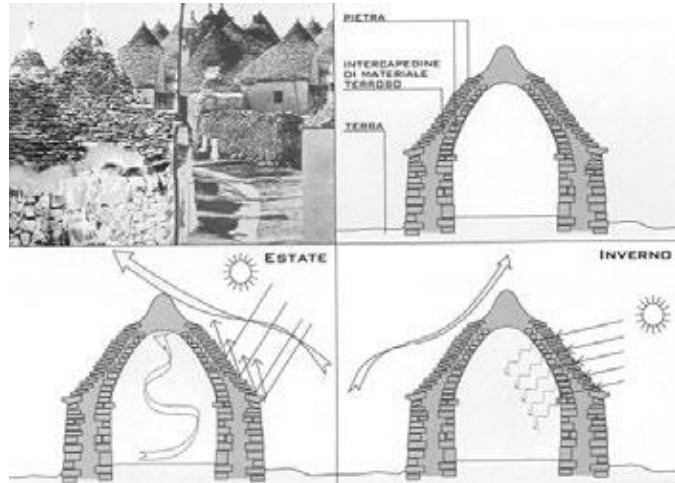 PIETRA
INTERCAPEDINE
DI MATERIALE
TERROSO
TERRA
ESTATE
INVERNO